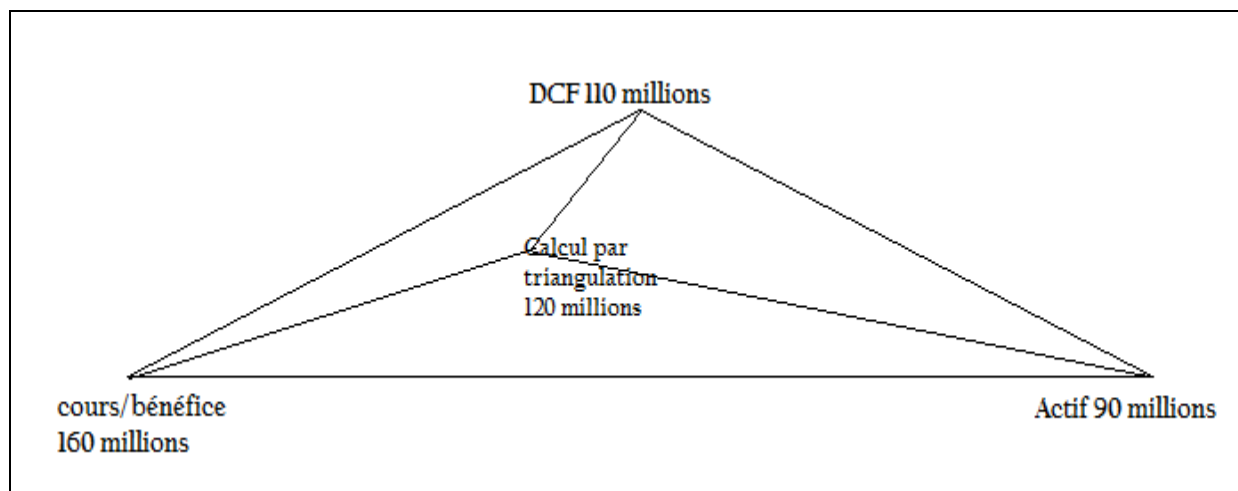 DCF 110 millions
Calcul par
triangulation
120 millions
cours/bénéfice
160 millions
Actif 90 millions